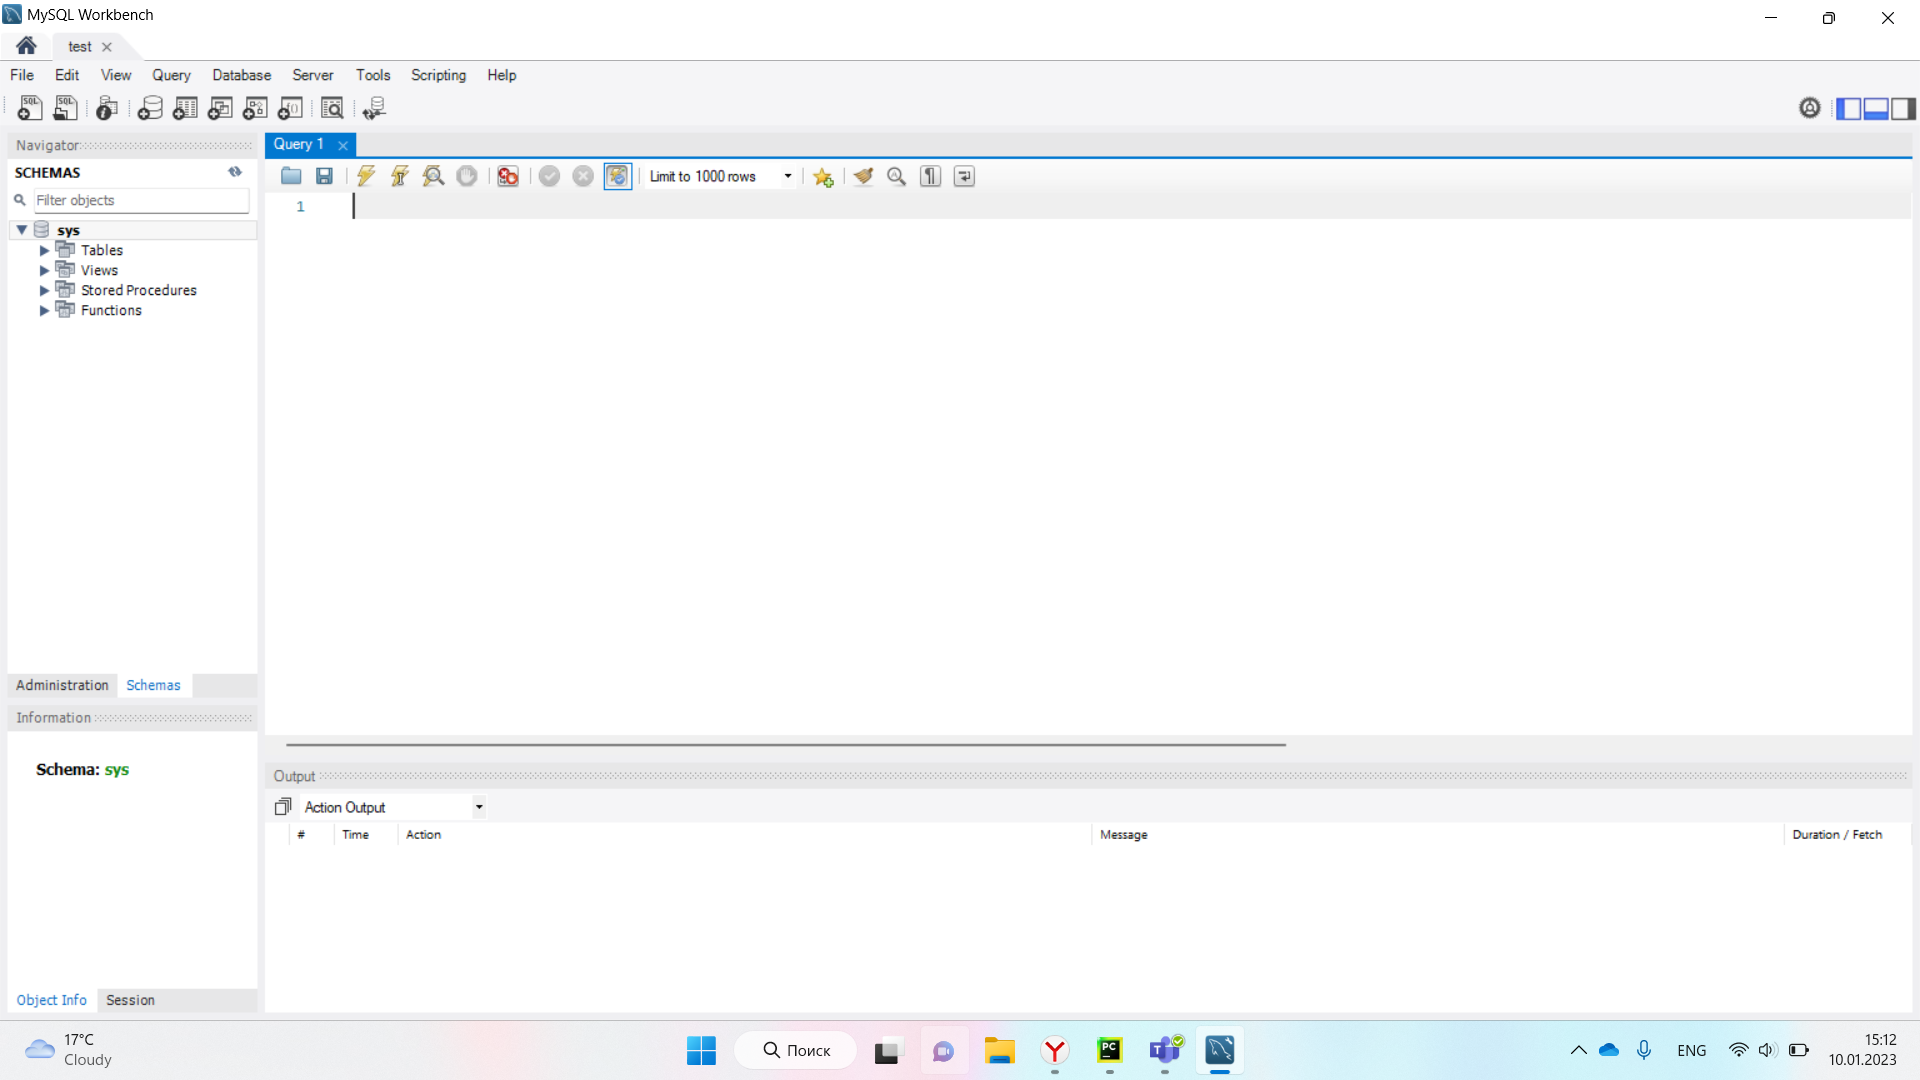 MySQL Workbench
test
File Edit View Query Database Server Tools Scripting Help
Navigator
Query 1
SCHEMAS
Limit to 1000 rows
Filter objects
1
sys
Tables
Views
Stored Procedures
Functions
Administration Schemas
Information
Schema: sys
Output
Action Output
# Time Action Message Duration / Fetch
Object Info Session
17°C
Cloudy
Поиск
ENG
15:12
10.01.2023